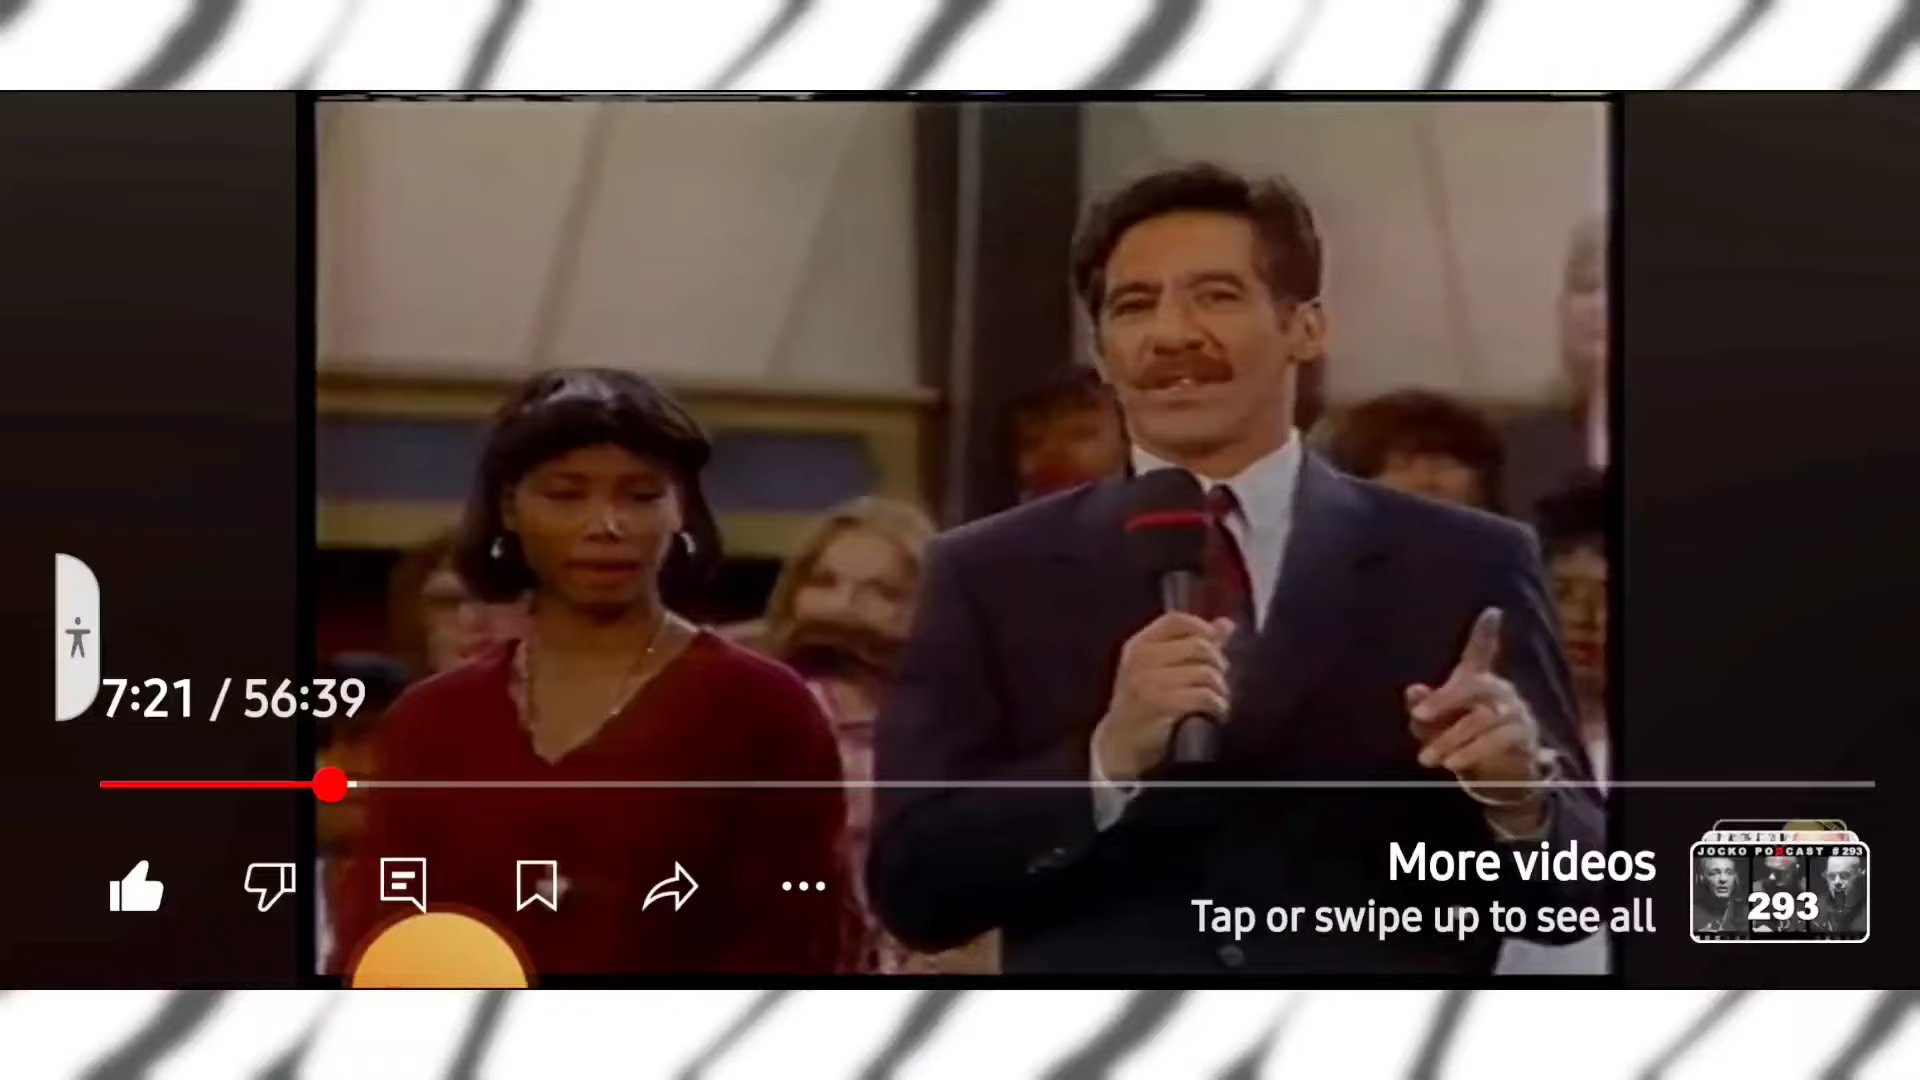 7:21 / 56:39
More videos
Tap or swipe up to see all
JOCKO PODCAST #293
293